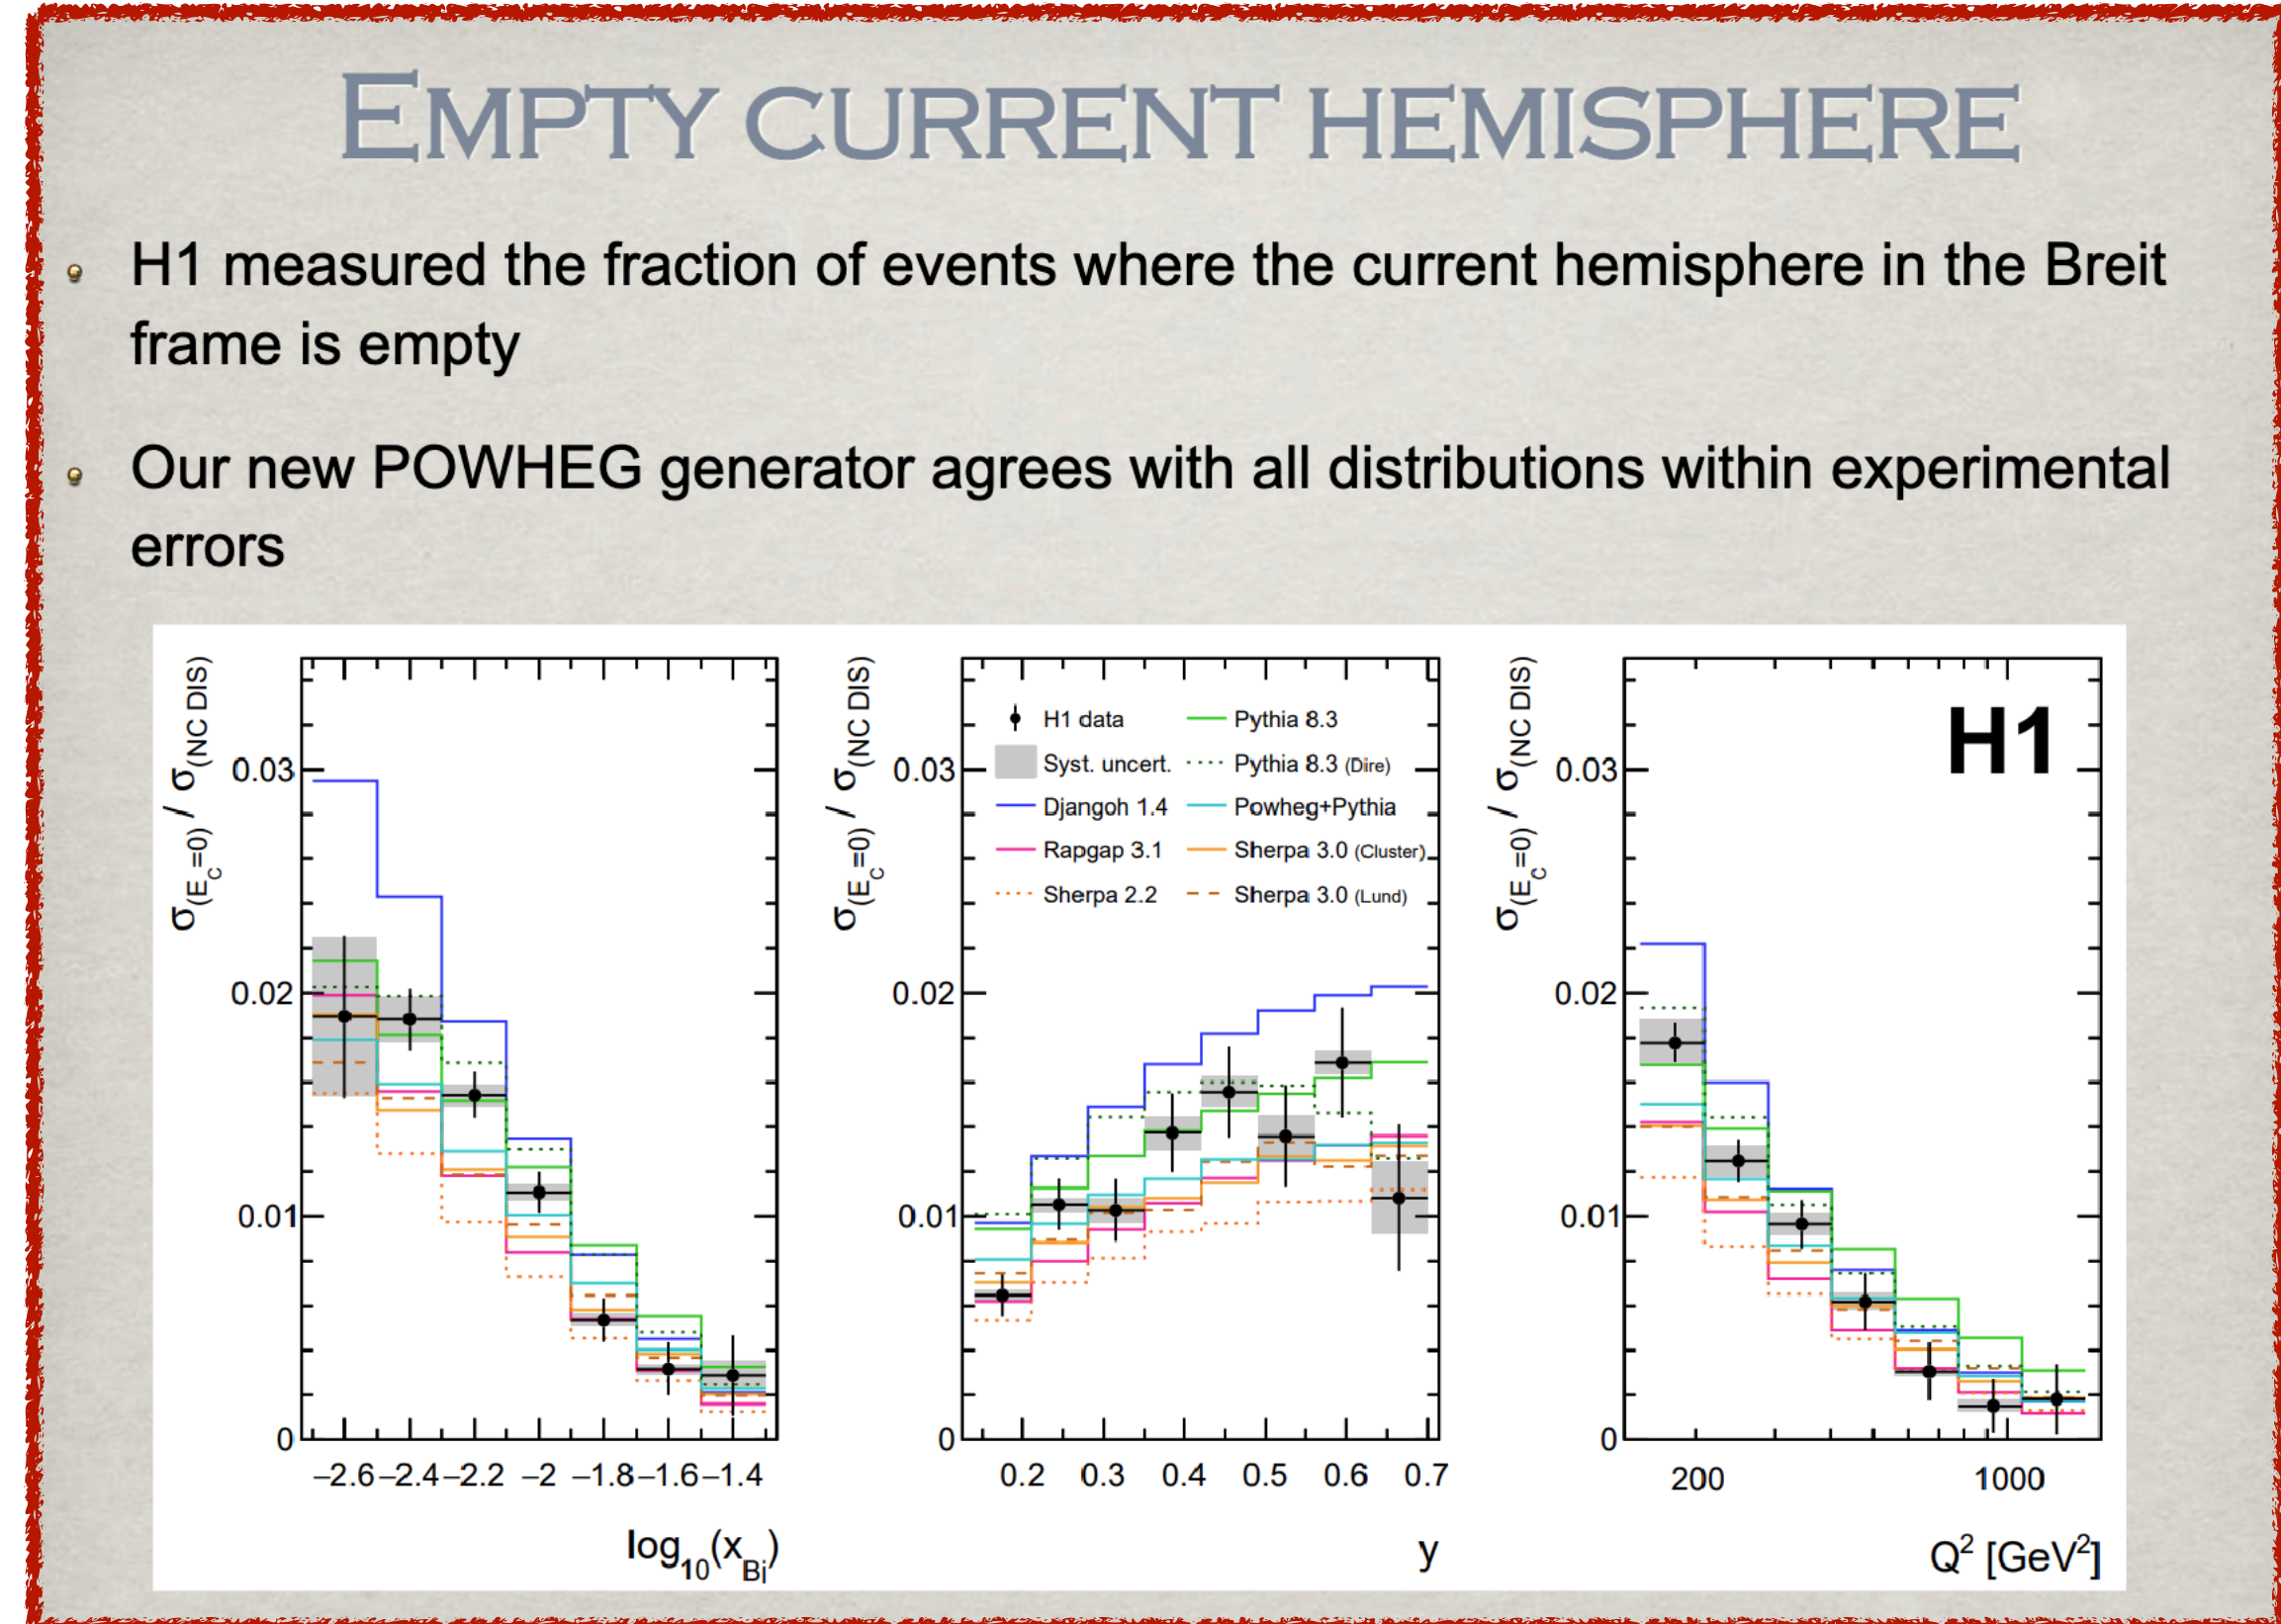 EMPTY CURRENT HEMISPHERE
H1 measured the fraction of events where the current hemisphere in the Breit
frame is empty
Our new POWHEG generator agrees with all distributions within experimental
errors
σ(E_C=0) / σ(NC DIS)
0.03
0.02
0.01
0
−2.6 −2.4 −2.2 −2 −1.8 −1.6 −1.4
log10(x_Bj)
σ(E_C=0) / σ(NC DIS)
0.03
0.02
0.01
0
H1 data
Syst. uncert.
Djangoh 1.4
Rapgap 3.1
Sherpa 2.2
Pythia 8.3
Pythia 8.3 (Dire)
Powheg+Pythia
Sherpa 3.0 (Cluster)
Sherpa 3.0 (Lund)
0.2 0.3 0.4 0.5 0.6 0.7
y
σ(E_C=0) / σ(NC DIS)
H1
0.03
0.02
0.01
0
200 1000
Q² [GeV²]